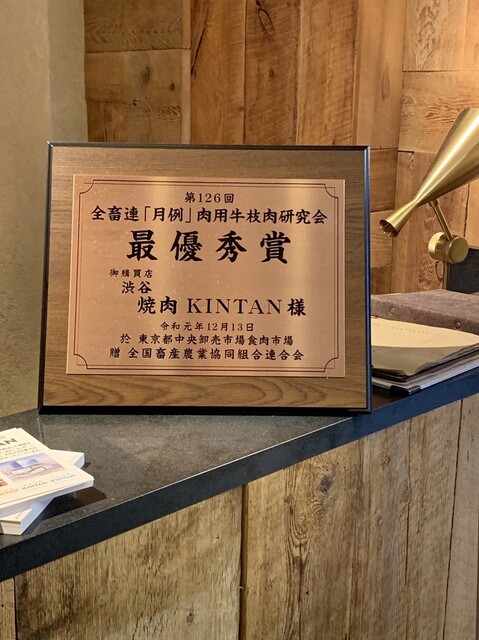 第126回
全畜連「月例」肉用牛枝肉研究会
最優秀賞
御購買店
渋谷
焼肉 KINTAN 様
令和元年12月13日
於 東京都中央卸売市場食肉市場
贈 全国畜産農業協同組合連合会